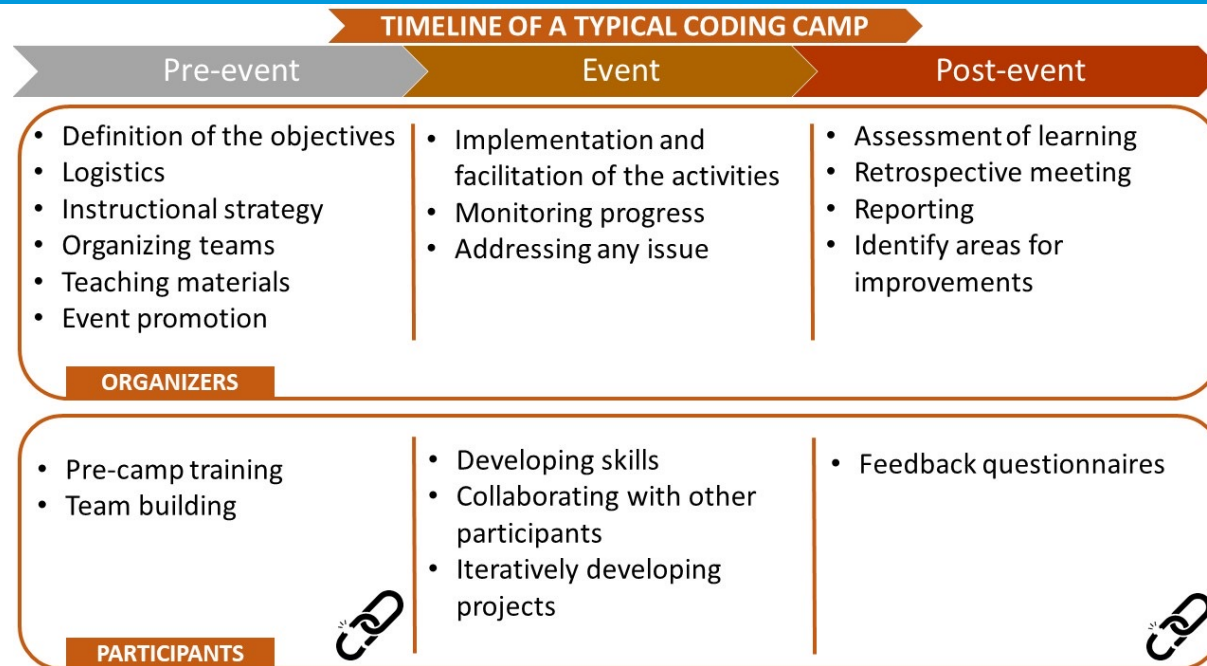 TIMELINE OF A TYPICAL CODING CAMP
Pre-event
Event
Post-event
• Definition of the objectives
• Logistics
• Instructional strategy
• Organizing teams
• Teaching materials
• Event promotion
• Implementation and
facilitation of the activities
• Monitoring progress
• Addressing any issue
• Assessment of learning
• Retrospective meeting
• Reporting
• Identify areas for
improvements
ORGANIZERS
• Pre-camp training
• Team building
• Developing skills
• Collaborating with other
participants
• Iteratively developing
projects
• Feedback questionnaires
PARTICIPANTS